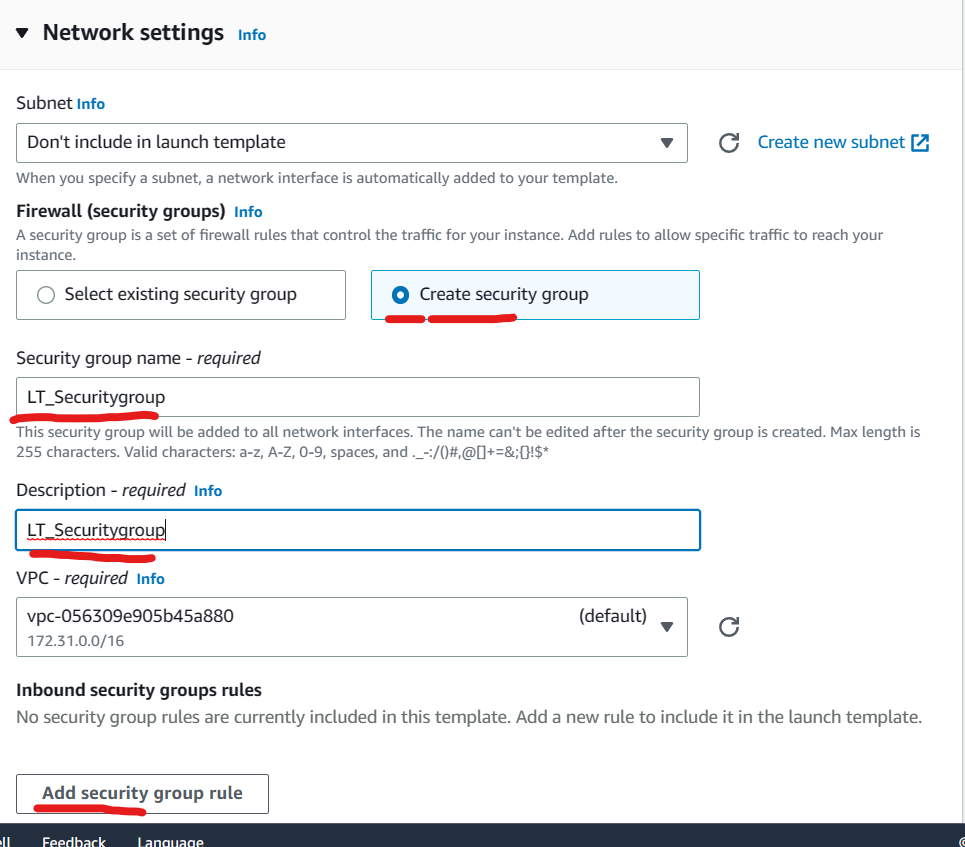 Network settings Info
Subnet Info
Don't include in launch template
Create new subnet
When you specify a subnet, a network interface is automatically added to your template.
Firewall (security groups) Info
A security group is a set of firewall rules that control the traffic for your instance. Add rules to allow specific traffic to reach your
instance.
Select existing security group
Create security group
Security group name - required
LT_Securitygroup
This security group will be added to all network interfaces. The name can't be edited after the security group is created. Max length is
255 characters. Valid characters: a-z, A-Z, 0-9, spaces, and ._-:/()#,@[]+=&;{}!$*
Description - required Info
LT_Securitygroup
VPC - required Info
vpc-056309e905b45a880 (default)
172.31.0.0/16
Inbound security groups rules
No security group rules are currently included in this template. Add a new rule to include it in the launch template.
Add security group rule
Feedback Language